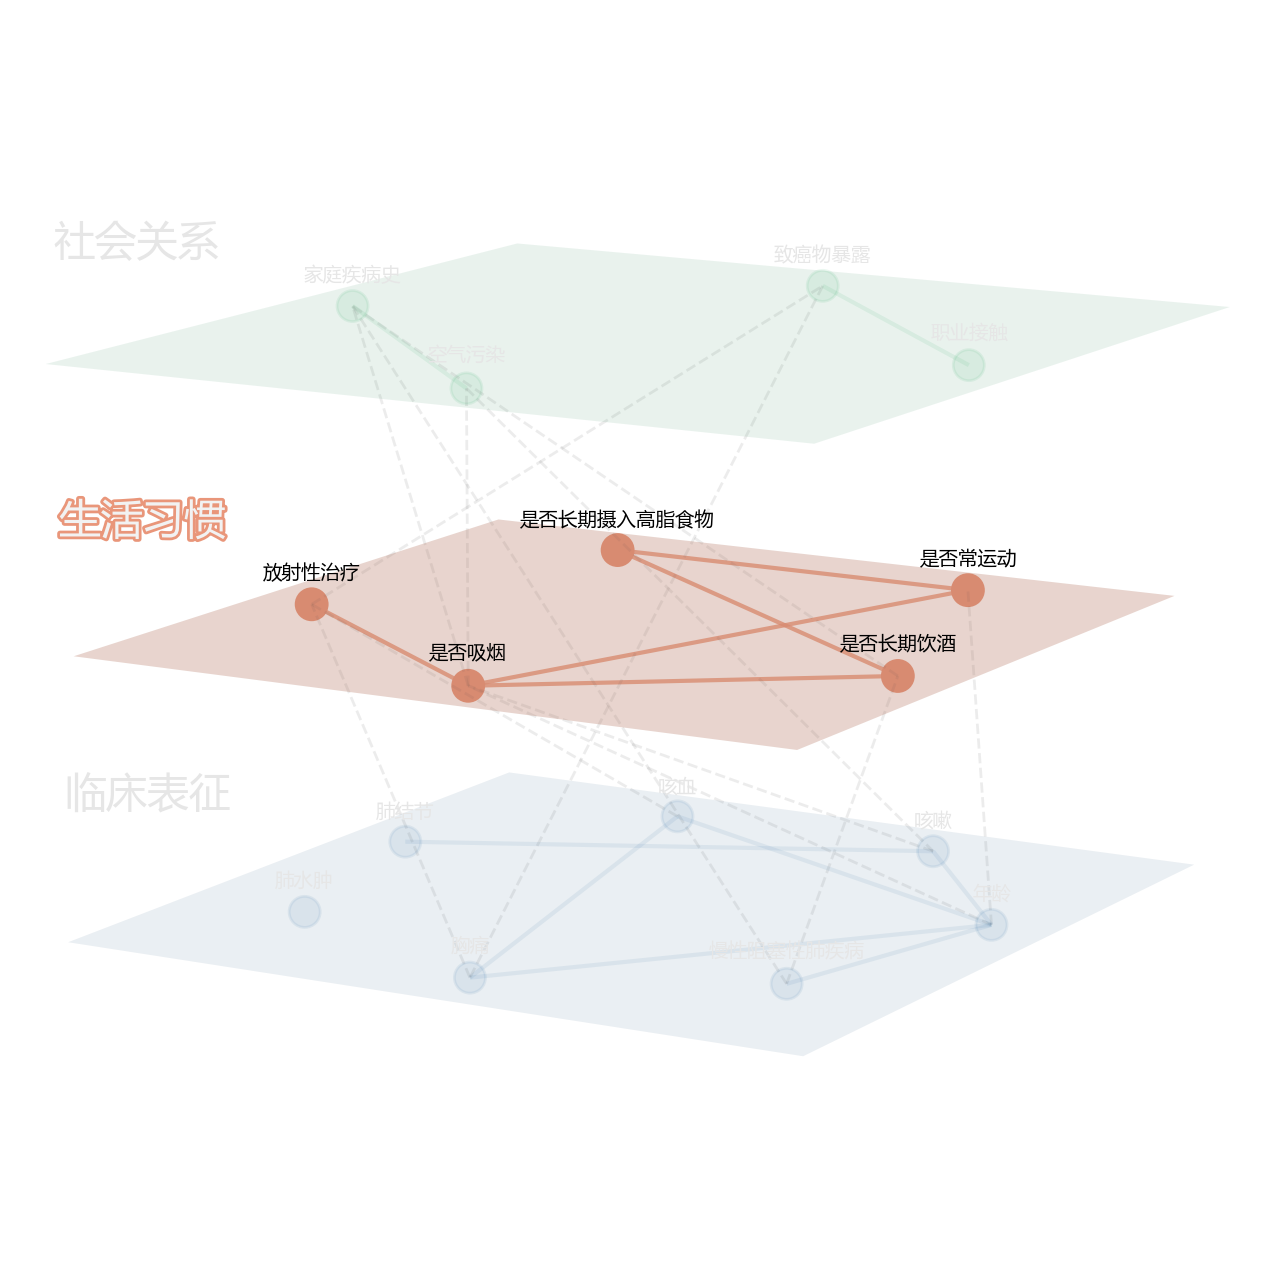 社会关系
家庭疾病史
致癌物暴露
空气污染
职业接触
生活习惯
是否长期摄入高脂食物
放射性治疗
是否常运动
是否吸烟
是否长期饮酒
临床表征
肺结节
咳血
咳嗽
肺水肿
年龄
胸痛
慢性阻塞性肺疾病